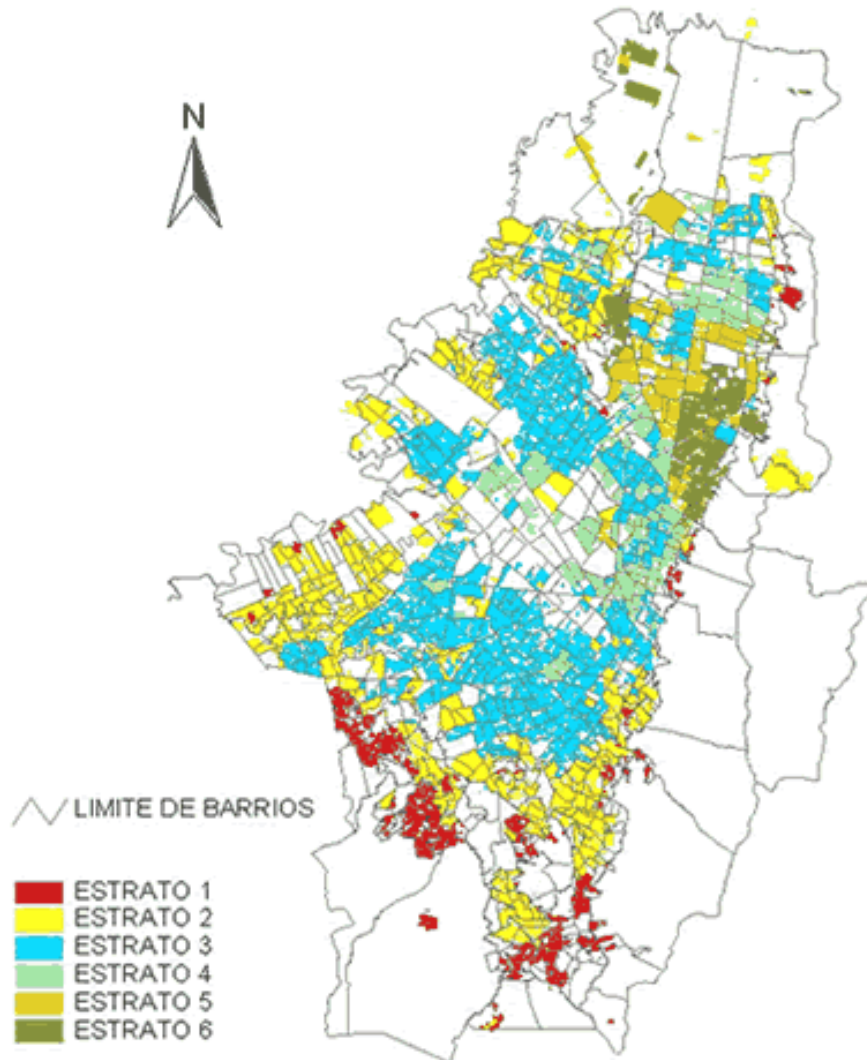 N
LIMITE DE BARRIOS
ESTRATO 1
ESTRATO 2
ESTRATO 3
ESTRATO 4
ESTRATO 5
ESTRATO 6